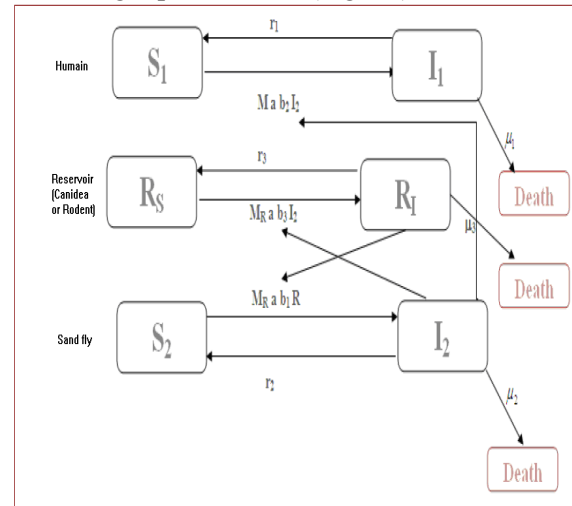 r1
Humain
S1
I1
M a b2 I2
μ1
r3
Reservoir
(Canidea
or Rodent)
RS
RI
Death
MR a b3 I2
μ3
Death
MR a b1 R
Sand fly
S2
I2
r2
μ2
Death